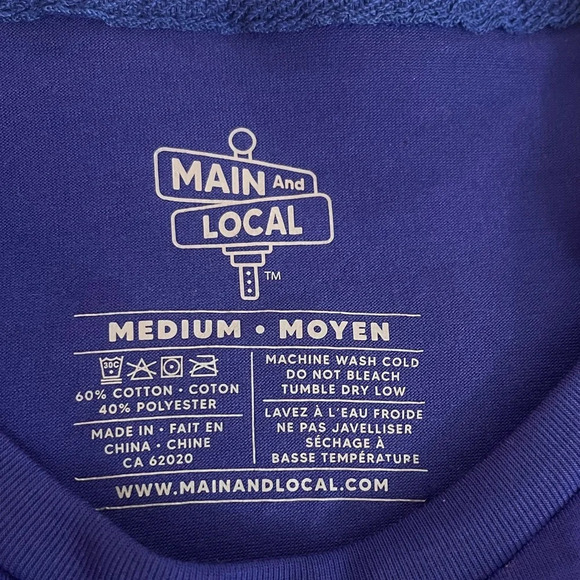 MAIN And
LOCAL
TM
MEDIUM • MOYEN
30C
60% COTTON • COTON
40% POLYESTER
MADE IN • FAIT EN
CHINA • CHINE
CA 62020
MACHINE WASH COLD
DO NOT BLEACH
TUMBLE DRY LOW
LAVEZ À L'EAU FROIDE
NE PAS JAVELLISER
SÉCHAGE À
BASSE TEMPÉRATURE
WWW.MAINANDLOCAL.COM